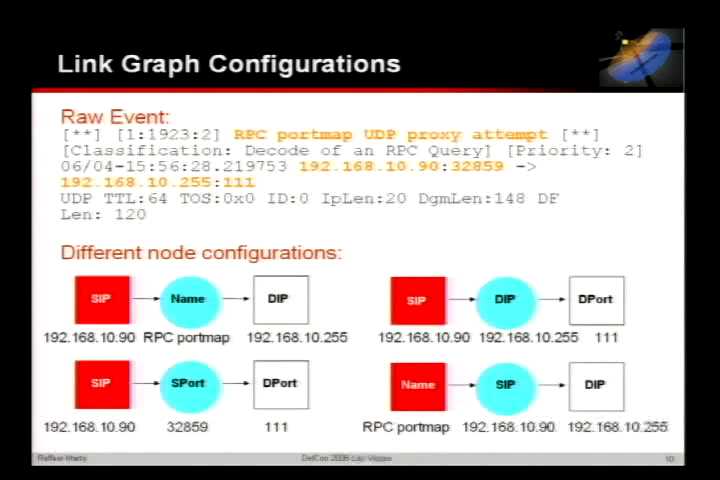 Link Graph Configurations
Raw Event:
[**] [1:1923:2] RPC portmap UDP proxy attempt [**]
[Classification: Decode of an RPC Query] [Priority: 2]
06/04-15:56:28.219753 192.168.10.90:32859 ->
192.168.10.255:111
UDP TTL:64 TOS:0x0 ID:0 IpLen:20 DgmLen:148 DF
Len: 120
Different node configurations:
SIP Name DIP
192.168.10.90 RPC portmap 192.168.10.255
SIP DIP DPort
192.168.10.90 192.168.10.255 111
SIP SPort DPort
192.168.10.90 32859 111
Name SIP DIP
RPC portmap 192.168.10.90 192.168.10.255
Raffael Marty
DefCon 2006 Las Vegas
10